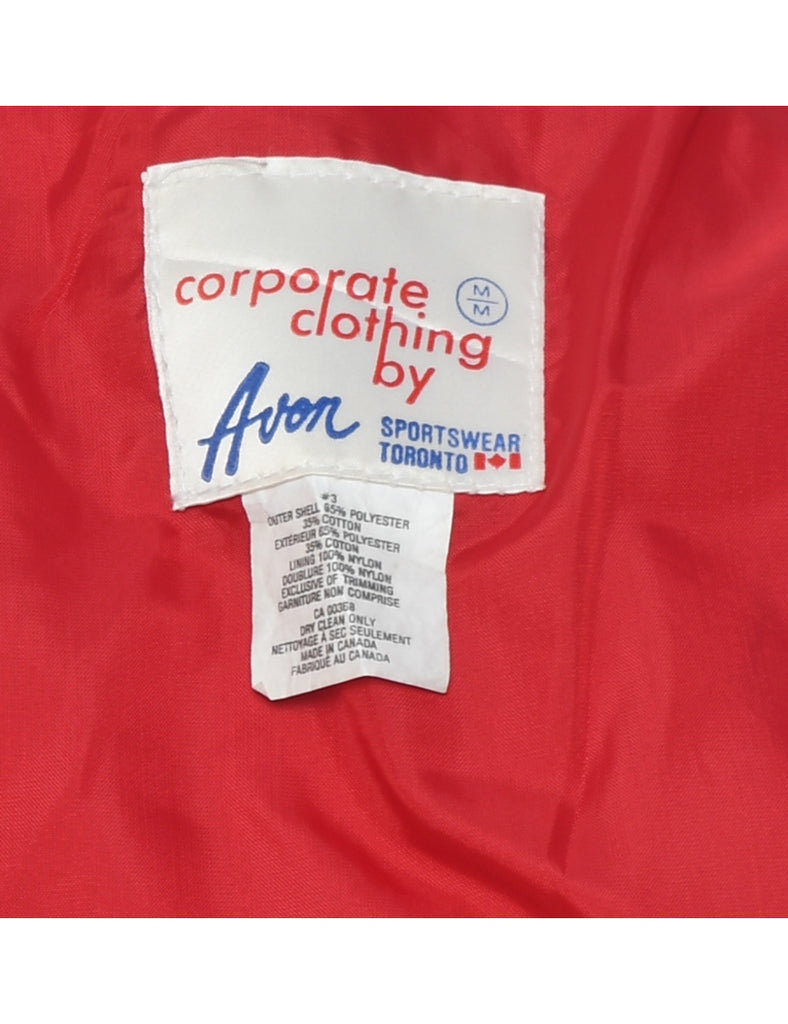 corporate
clothing
by
M
M
Avon
SPORTSWEAR
TORONTO
#3
OUTER SHELL 65% POLYESTER
35% COTTON
EXTÉRIEUR 65% POLYESTER
35% COTON
LINING 100% NYLON
DOUBLURE 100% NYLON
EXCLUSIVE OF TRIMMING
GARNITURE NON COMPRISE
CA 00368
DRY CLEAN ONLY
NETTOYAGE À SEC SEULEMENT
MADE IN CANADA
FABRIQUÉ AU CANADA